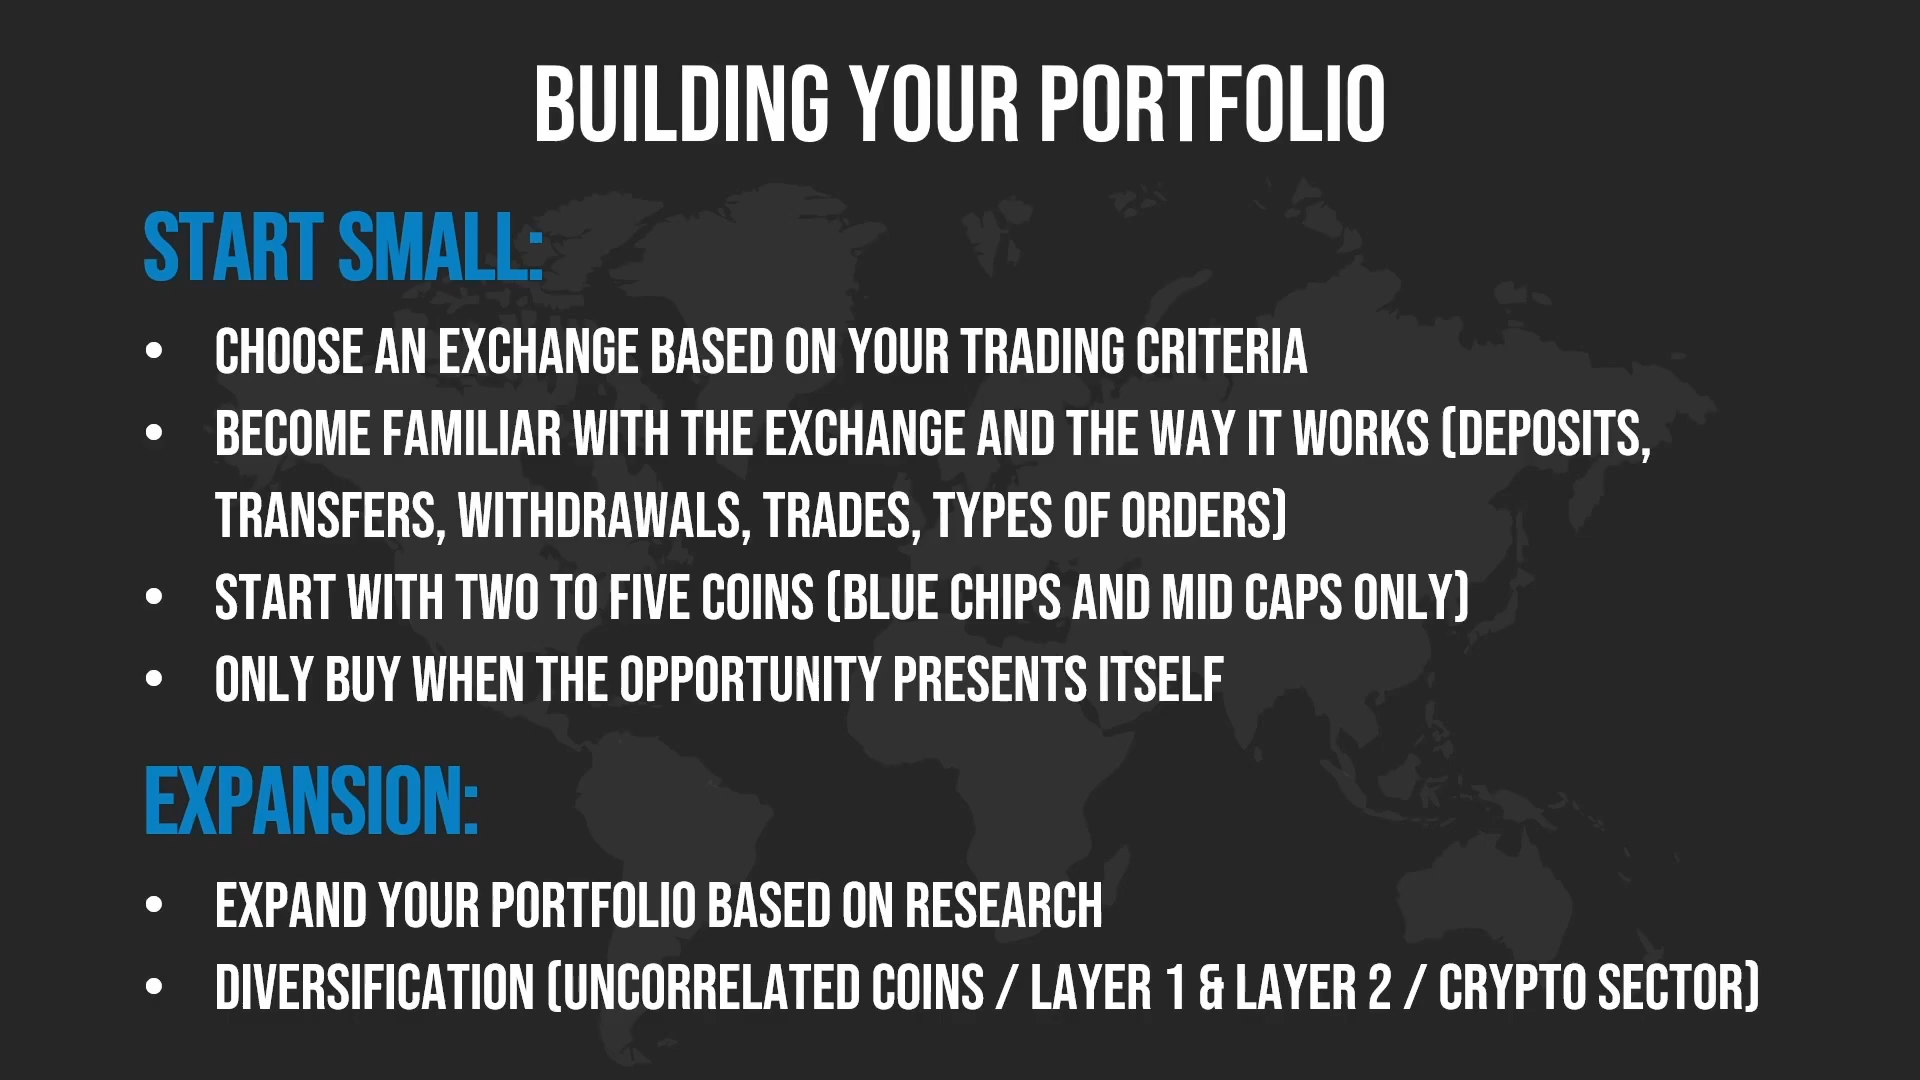 BUILDING YOUR PORTFOLIO
START SMALL:
• CHOOSE AN EXCHANGE BASED ON YOUR TRADING CRITERIA
• BECOME FAMILIAR WITH THE EXCHANGE AND THE WAY IT WORKS (DEPOSITS,
TRANSFERS, WITHDRAWALS, TRADES, TYPES OF ORDERS)
• START WITH TWO TO FIVE COINS (BLUE CHIPS AND MID CAPS ONLY)
• ONLY BUY WHEN THE OPPORTUNITY PRESENTS ITSELF
EXPANSION:
• EXPAND YOUR PORTFOLIO BASED ON RESEARCH
• DIVERSIFICATION (UNCORRELATED COINS / LAYER 1 & LAYER 2 / CRYPTO SECTOR)